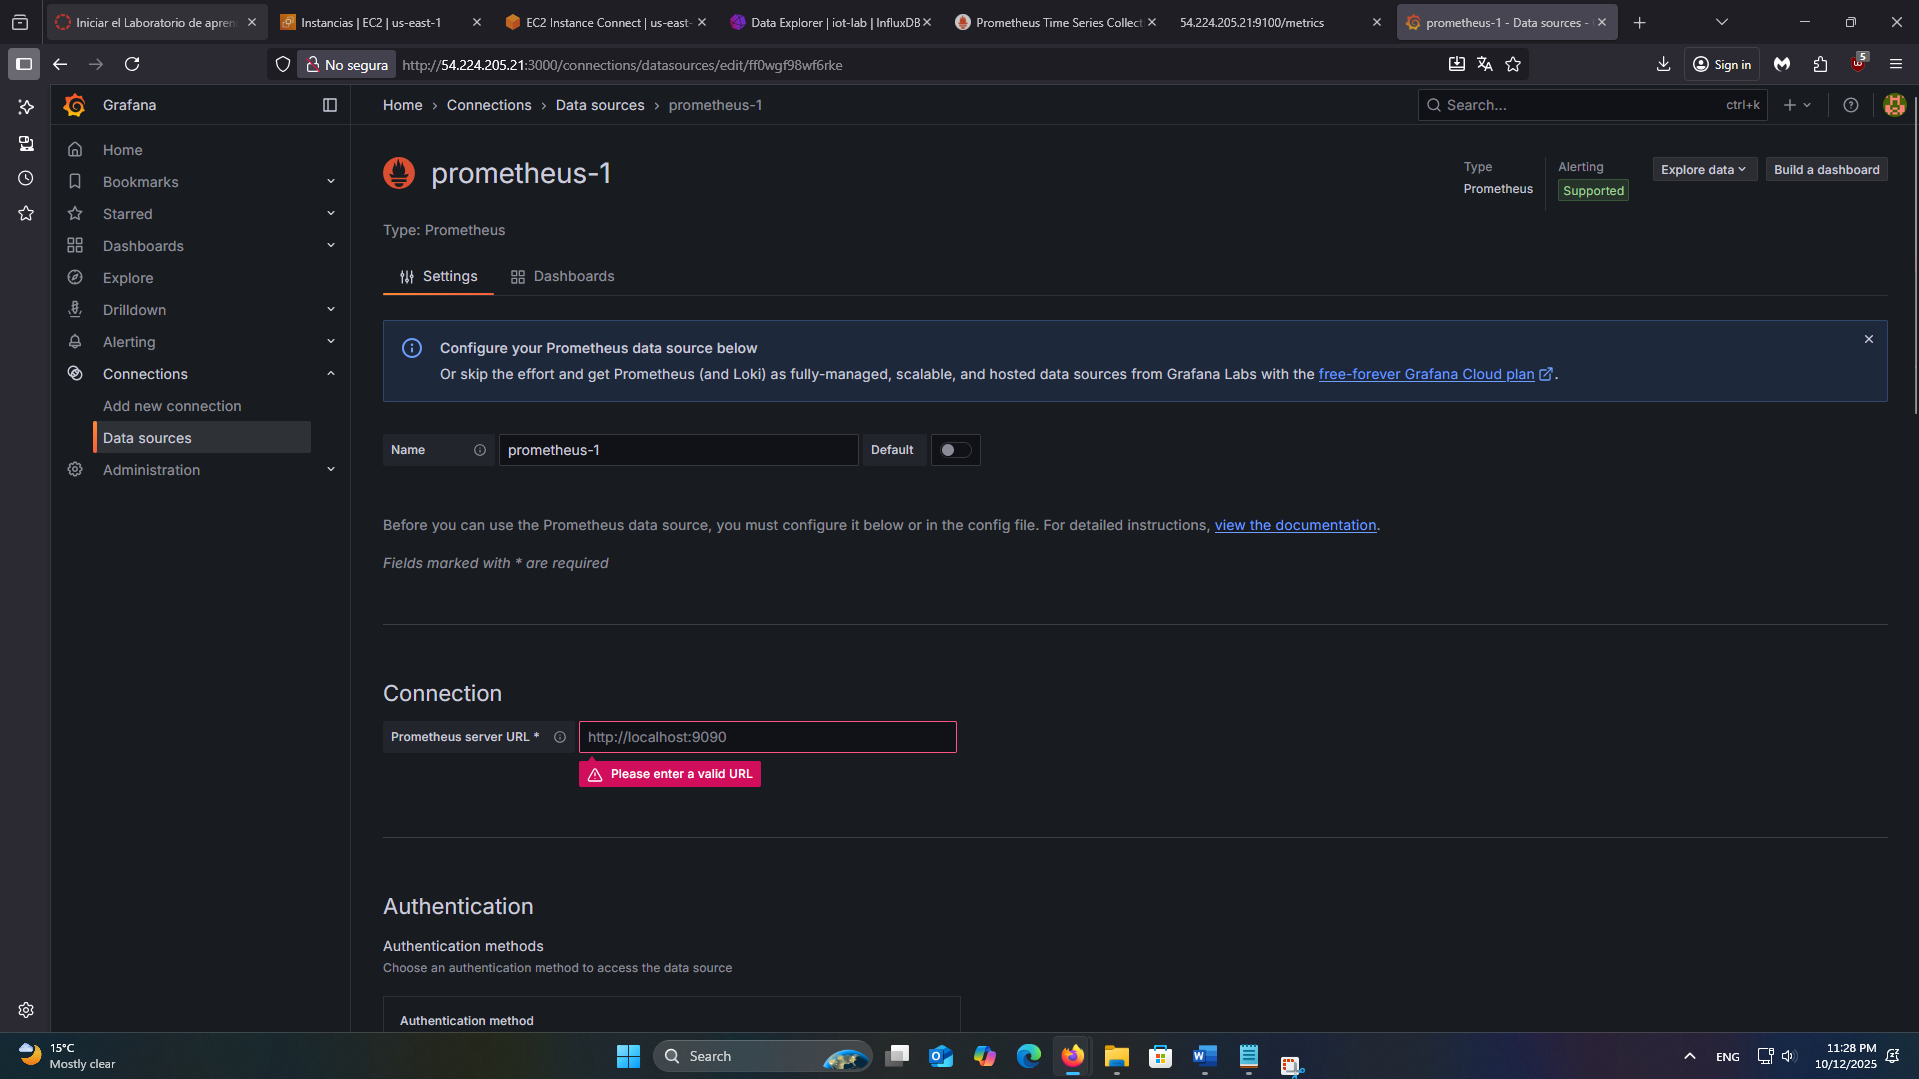 Iniciar el Laboratorio de apren
Instancias | EC2 | us-east-1
EC2 Instance Connect | us-east-
Data Explorer | iot-lab | InfluxDB
Prometheus Time Series Collect
54.224.205.21:9100/metrics
prometheus-1 - Data sources -
No segura
http://54.224.205.21:3000/connections/datasources/edit/ff0wgf98wf6rke
Sign in
5
Grafana
Home › Connections › Data sources › prometheus-1
Search...
ctrl+k
Home
Bookmarks
Starred
Dashboards
Explore
Drilldown
Alerting
Connections
Add new connection
Data sources
Administration
prometheus-1
Type
Prometheus
Alerting
Supported
Explore data
Build a dashboard
Type: Prometheus
Settings
Dashboards
Configure your Prometheus data source below
Or skip the effort and get Prometheus (and Loki) as fully-managed, scalable, and hosted data sources from Grafana Labs with the free-forever Grafana Cloud plan.
Name
prometheus-1
Default
Before you can use the Prometheus data source, you must configure it below or in the config file. For detailed instructions, view the documentation.
Fields marked with * are required
Connection
Prometheus server URL *
http://localhost:9090
Please enter a valid URL
Authentication
Authentication methods
Choose an authentication method to access the data source
Authentication method
15°C
Mostly clear
Search
ENG
11:28 PM
10/12/2025